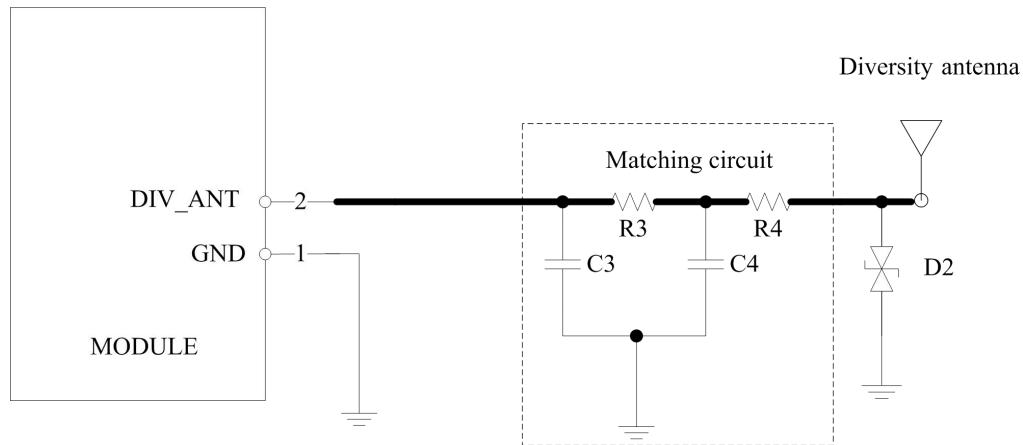 Diversity antenna
Matching circuit
DIV_ANT 2
R3 R4
GND 1
C3 C4 D2
MODULE